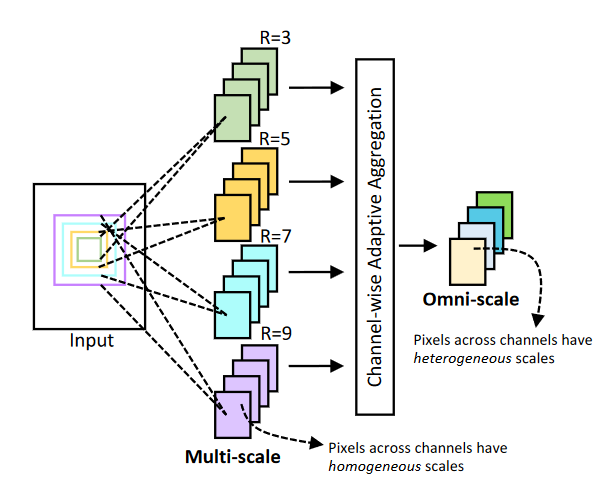 R=3
R=5
R=7
R=9
Input
Multi-scale
Channel-wise Adaptive Aggregation
Omni-scale
Pixels across channels have
heterogeneous scales
Pixels across channels have
homogeneous scales